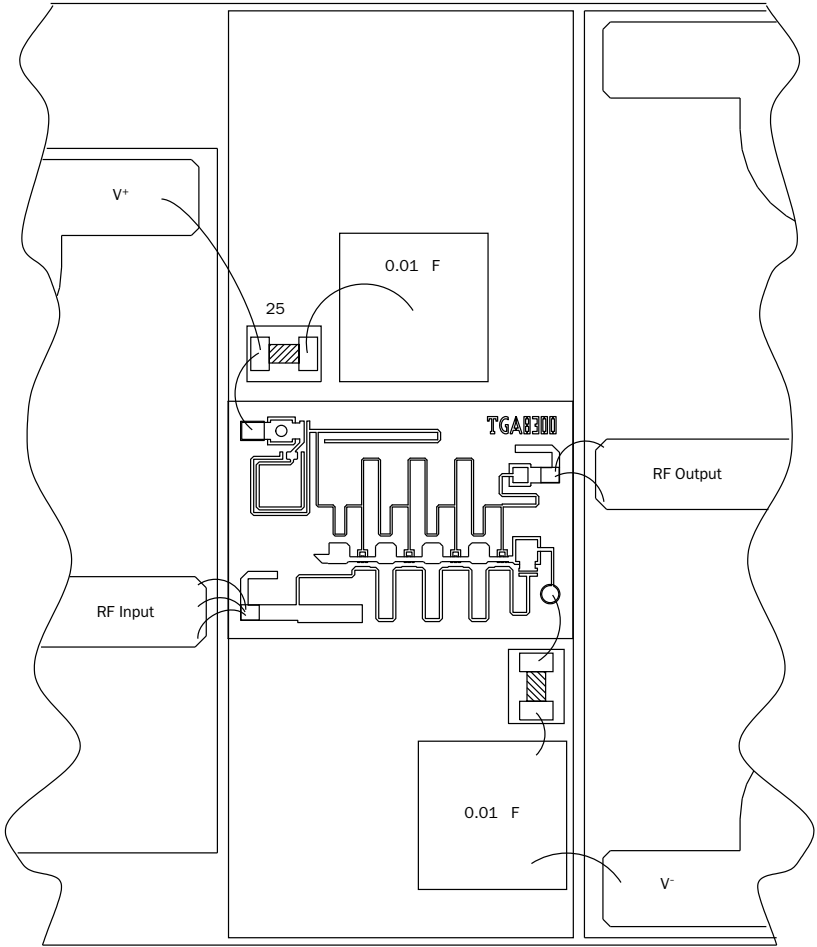 V+
0.01 F
25
TGA8300
RF Output
RF Input
0.01 F
V-